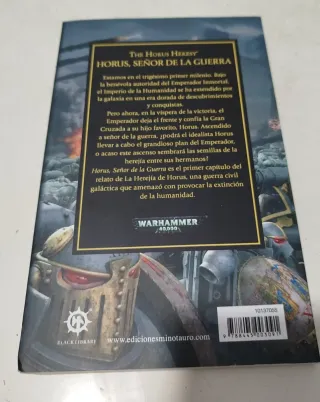 THE HORUS HERESY®
HORUS, SEÑOR DE LA GUERRA
Estamos en el trigésimo primer milenio. Bajo
la benévola autoridad del Emperador Inmortal,
el Imperio de la Humanidad se ha extendido por
la galaxia en una era dorada de descubrimientos
y conquistas.
Pero ahora, en la víspera de la victoria, el
Emperador deja el frente y confía la Gran
Cruzada a su hijo favorito, Horus. Ascendido
a señor de la guerra, ¿podrá el idealista Horus
llevar a cabo el grandioso plan del Emperador,
o acaso este ascenso sembrará las semillas de la
herejía entre sus hermanos?
Horus, Señor de la Guerra es el primer capítulo del
relato de La Herejía de Horus, una guerra civil
galáctica que amenazó con provocar la extinción
de la humanidad.
WARHAMMER
40,000
BLACK LIBRARY
www.edicionesminotauro.com
10137055
9 788445 003091